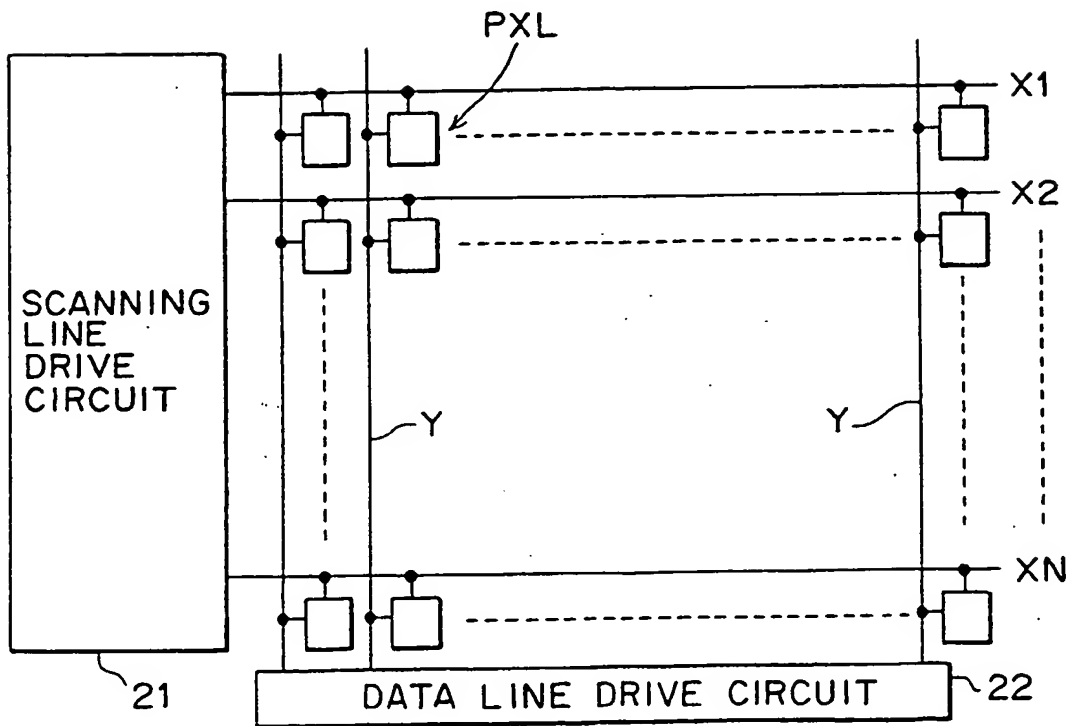 PXL
X1
X2
SCANNING
LINE
DRIVE
CIRCUIT
Y
Y
XN
21
DATA LINE DRIVE CIRCUIT
22